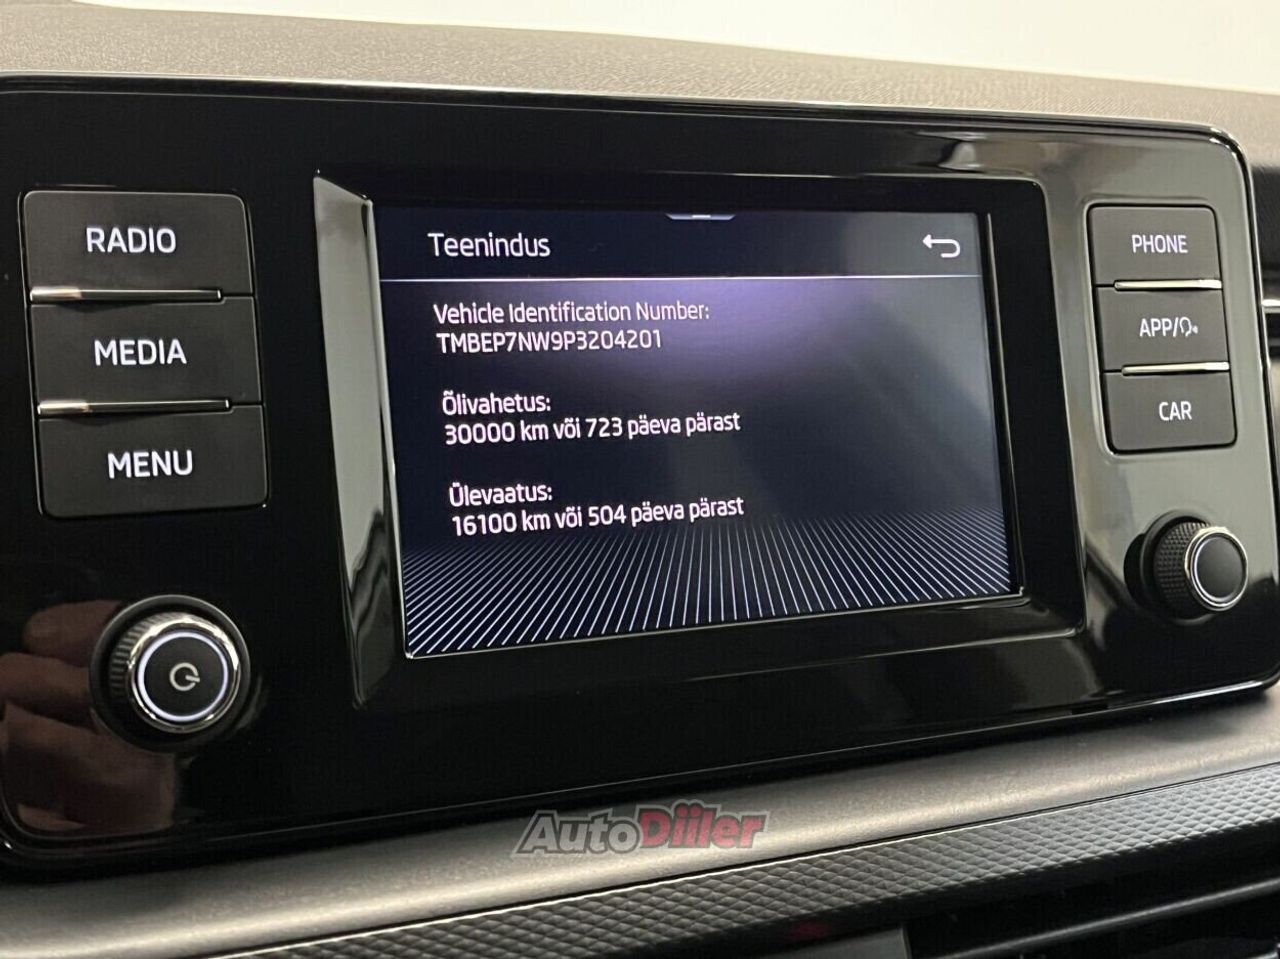 RADIO
MEDIA
MENU
Teenindus
Vehicle Identification Number:
TMBEP7NW9P3204201
Õlivahetus:
30000 km või 723 päeva pärast
Ülevaatus:
16100 km või 504 päeva pärast
PHONE
APP/
CAR
AutoDiiler